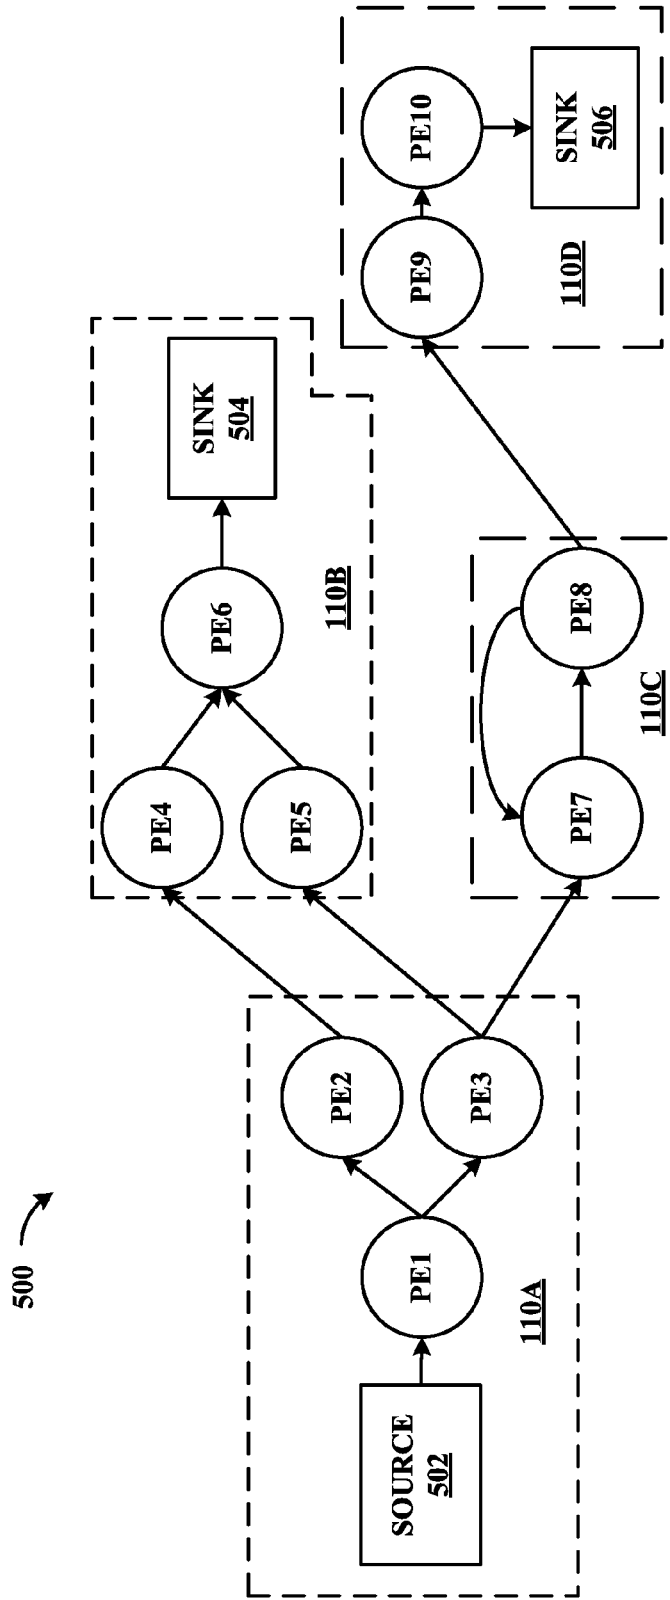 500
SOURCE
502
PE1
110A
PE2
PE3
PE4
PE5
PE6
SINK
504
110B
PE7
PE8
110C
PE9
PE10
SINK
506
110D